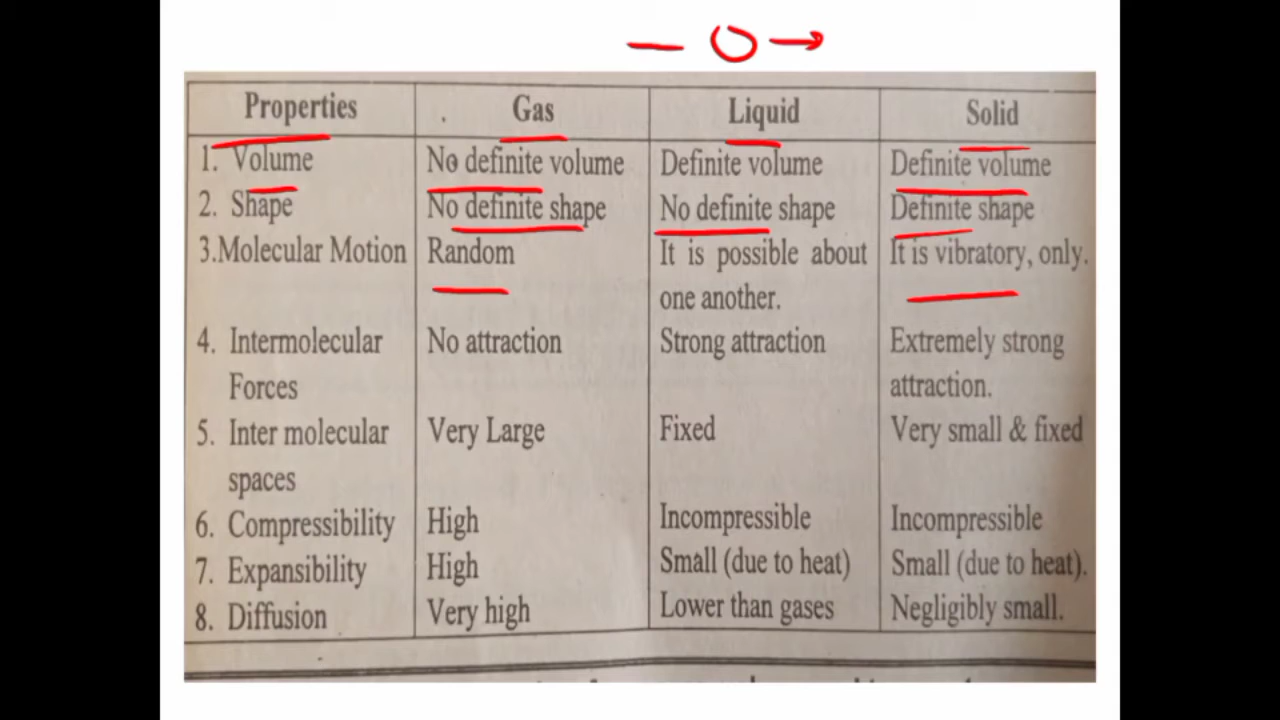 Properties Gas Liquid Solid
1. Volume No definite volume Definite volume Definite volume
2. Shape No definite shape No definite shape Definite shape
3.Molecular Motion Random It is possible about It is vibratory, only.
one another.
4. Intermolecular No attraction Strong attraction Extremely strong
Forces attraction.
5. Inter molecular Very Large Fixed Very small & fixed
spaces
6. Compressibility High Incompressible Incompressible
7. Expansibility High Small (due to heat) Small (due to heat).
8. Diffusion Very high Lower than gases Negligibly small.